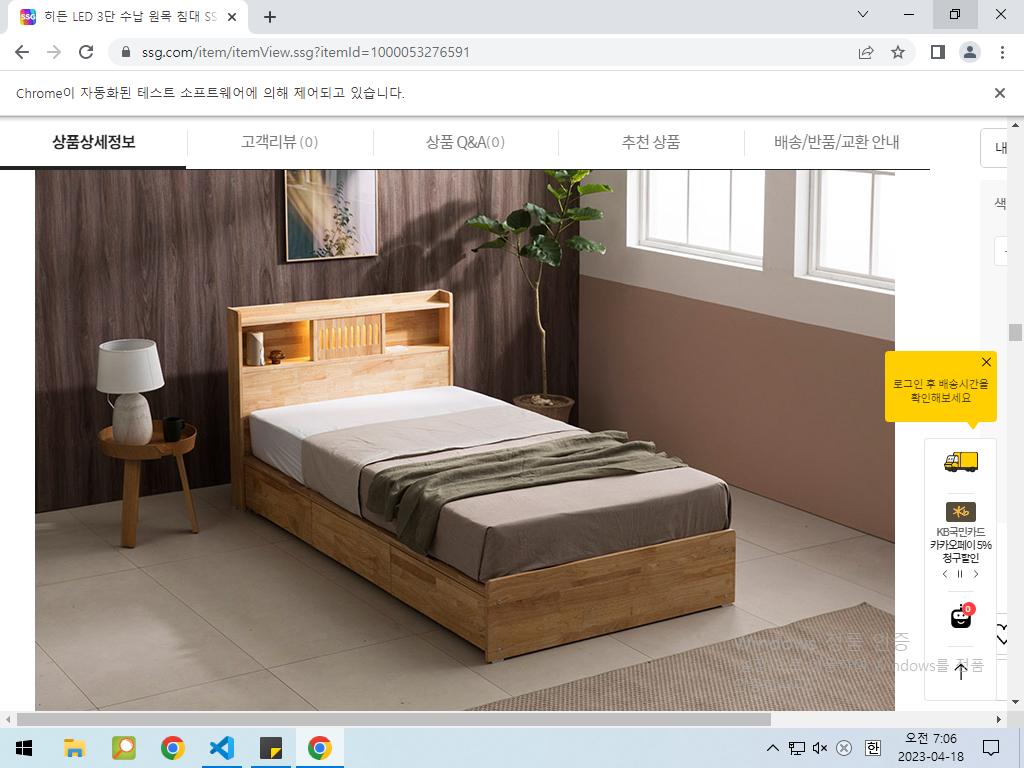 SSG
히든 LED 3단 수납 원목 침대 SS
ssg.com/item/itemView.ssg?itemId=1000053276591
Chrome이 자동화된 테스트 소프트웨어에 의해 제어되고 있습니다.
상품상세정보 고객리뷰 (0) 상품 Q&A(0) 추천 상품 배송/반품/교환 안내
내
색
로그인 후 배송시간을
확인해보세요
KB국민카드
카카오페이 5%
청구할인
0
Windows 정품 인증
Windows를 정품
한
오전 7:06
2023-04-18